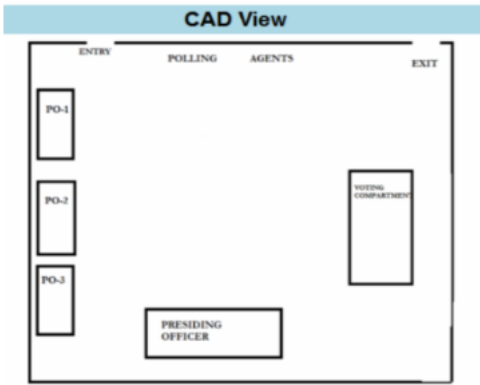 CAD View
ENTRY
POLLING AGENTS
EXIT
PO-1
VOTING
COMPARTMENT
PO-2
PO-3
PRESIDING
OFFICER